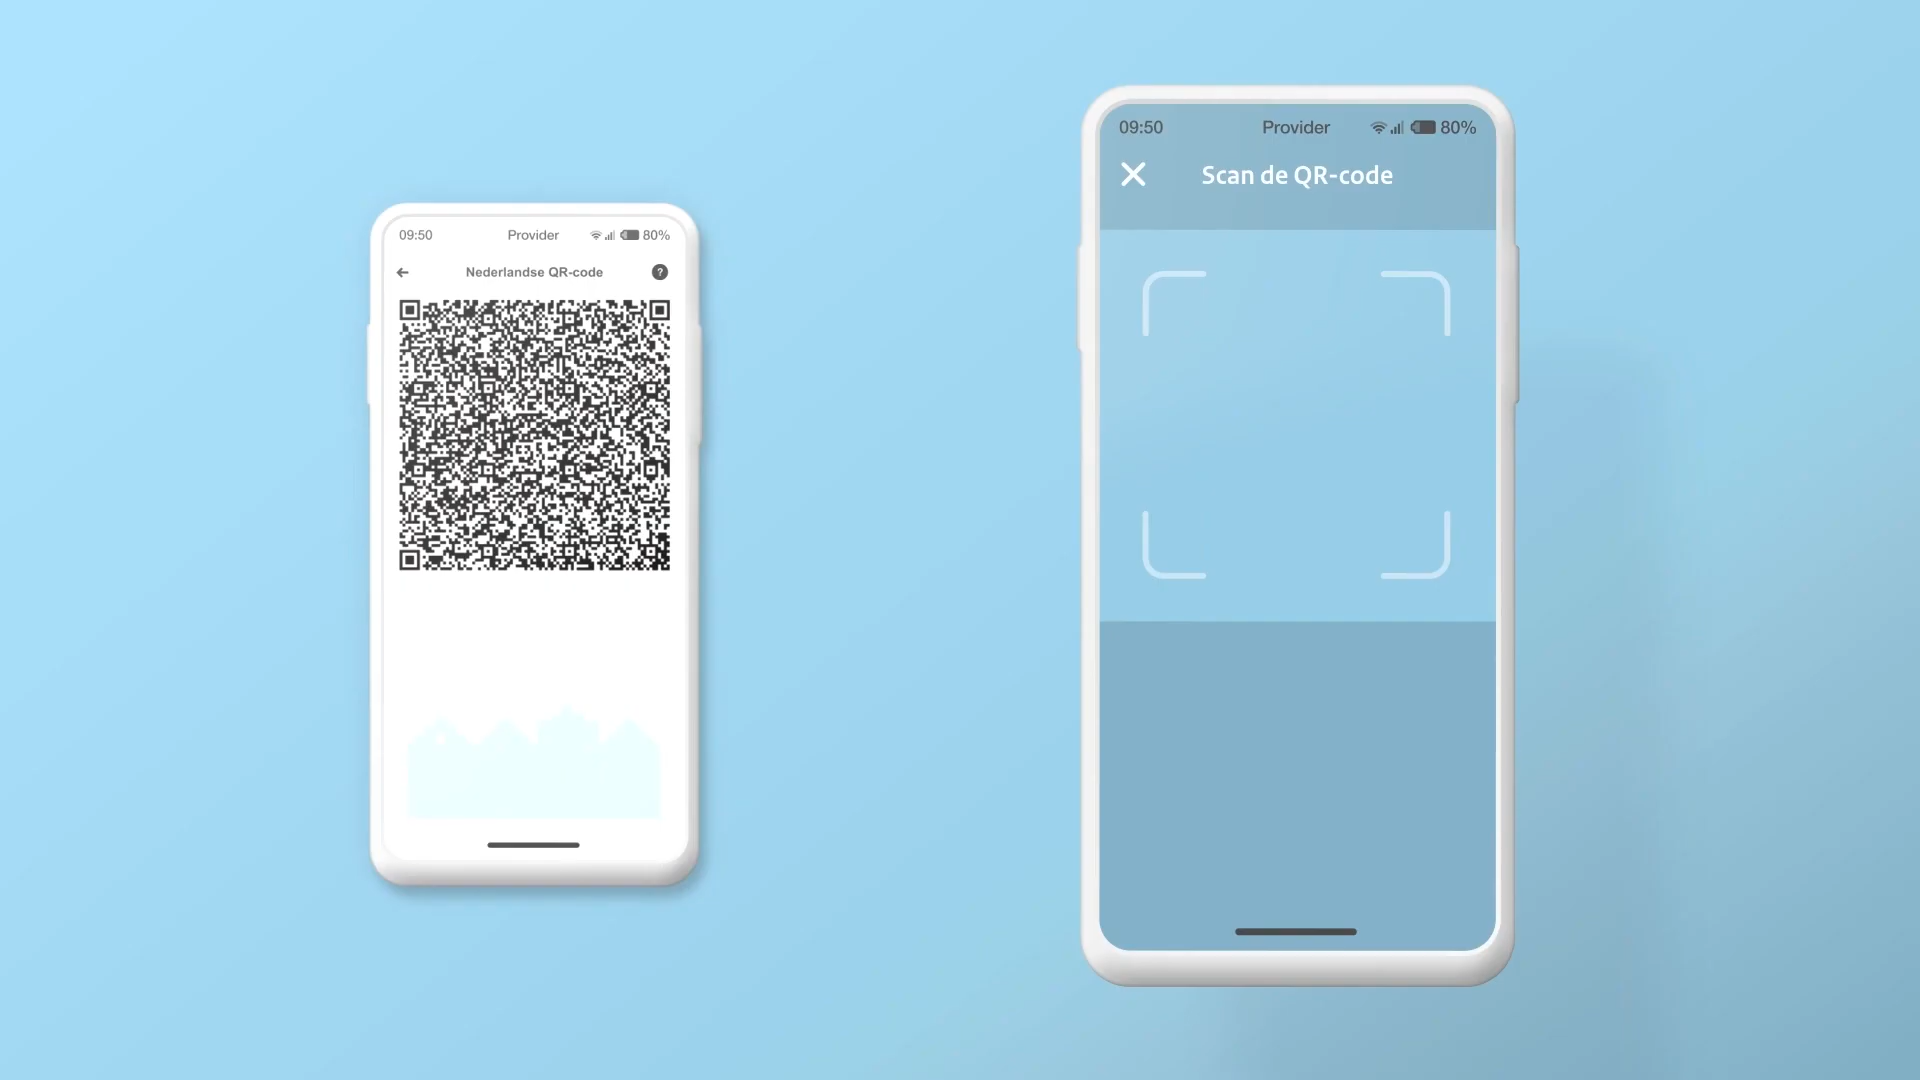 09:50 Provider 80%
Nederlandse QR-code ?
09:50 Provider 80%
Scan de QR-code